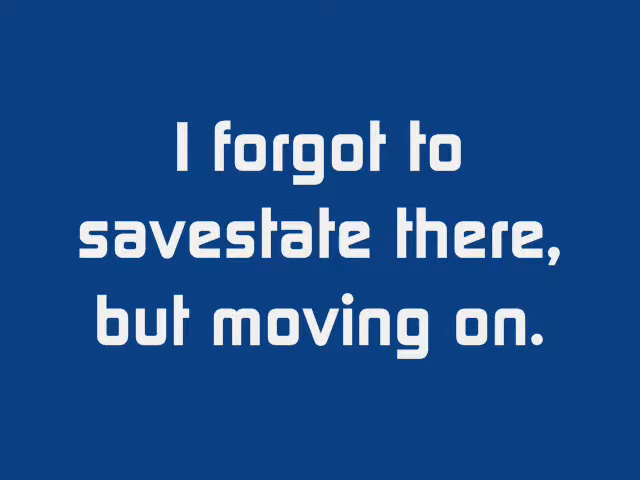 I forgot to
savestate there,
but moving on.